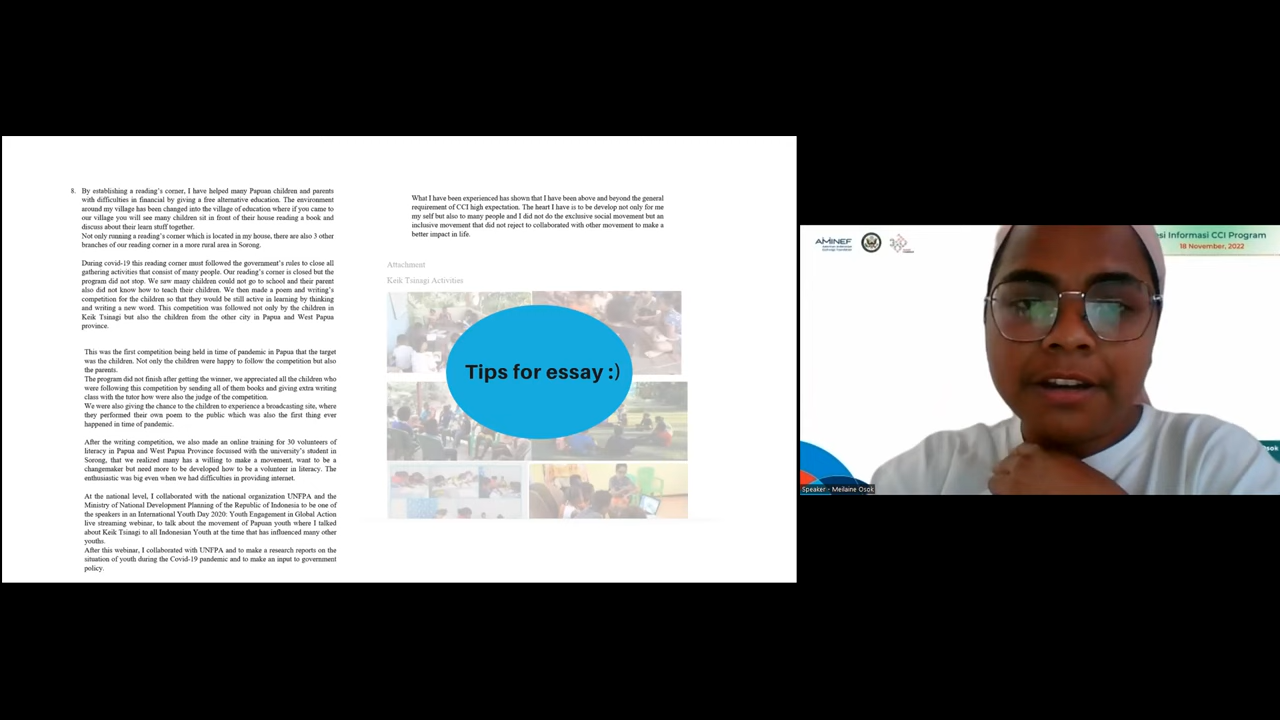 8. By establishing a reading's corner, I have helped many Papuan children and parents
with difficulties in financial by giving a free alternative education. The environment
around my village has been changed into the village of education where if you came to
our village you will see many children sit in front of their house reading a book and
discuss about their learn stuff together.
Not only running a reading's corner which is located in my house, there are also 3 other
branches of our reading corner in a more rural area in Sorong.
During covid-19 this reading corner must followed the government's rules to close all
gathering activities that consist of many people. Our reading's corner is closed but the
program did not stop. We saw many children could not go to school and their parent
also did not know how to teach their children. We then made a poem and writing's
competition for the children so that they would be still active in learning by thinking
and writing a new word. This competition was followed not only by the children in
Keik Tsinagi but also the children from the other city in Papua and West Papua
province.
This was the first competition being held in time of pandemic in Papua that the target
was the children. Not only the children were happy to follow the competition but also
the parents.
The program did not finish after getting the winner, we appreciated all the children who
were following this competition by sending all of them books and giving extra writing
class with the tutor how were also the judge of the competition.
We were also giving the chance to the children to experience a broadcasting site, where
they performed their own poem to the public which was also the first thing ever
happened in time of pandemic.
After the writing competition, we also made an online training for 30 volunteers of
literacy in Papua and West Papua Province focussed with the university's student in
Sorong, that we realized many has a willing to make a movement, want to be a
changemaker but need more to be developed how to be a volunteer in literacy. The
enthusiastic was big even when we had difficulties in providing internet.
At the national level, I collaborated with the national organization UNFPA and the
Ministry of National Development Planning of the Republic of Indonesia to be one of
the speakers in an International Youth Day 2020: Youth Engagement in Global Action
live streaming webinar, to talk about the movement of Papuan youth where I talked
about Keik Tsinagi to all Indonesian Youth at the time that has influenced many other
youths.
After this webinar, I collaborated with UNFPA and to make a research reports on the
situation of youth during the Covid-19 pandemic and to make an input to government
policy.
What I have been experienced has shown that I have been above and beyond the general
requirement of CCI high expectation. The heart I have is to be develop not only for me
my self but also to many people and I did not do the exclusive social movement but an
inclusive movement that did not reject to collaborated with other movement to make a
better impact in life.
Attachment
Keik Tsinagi Activities
Tips for essay :)
AMINEF
si Informasi CCI Program
18 November, 2022
Osok
Speaker - Meilaine Osok